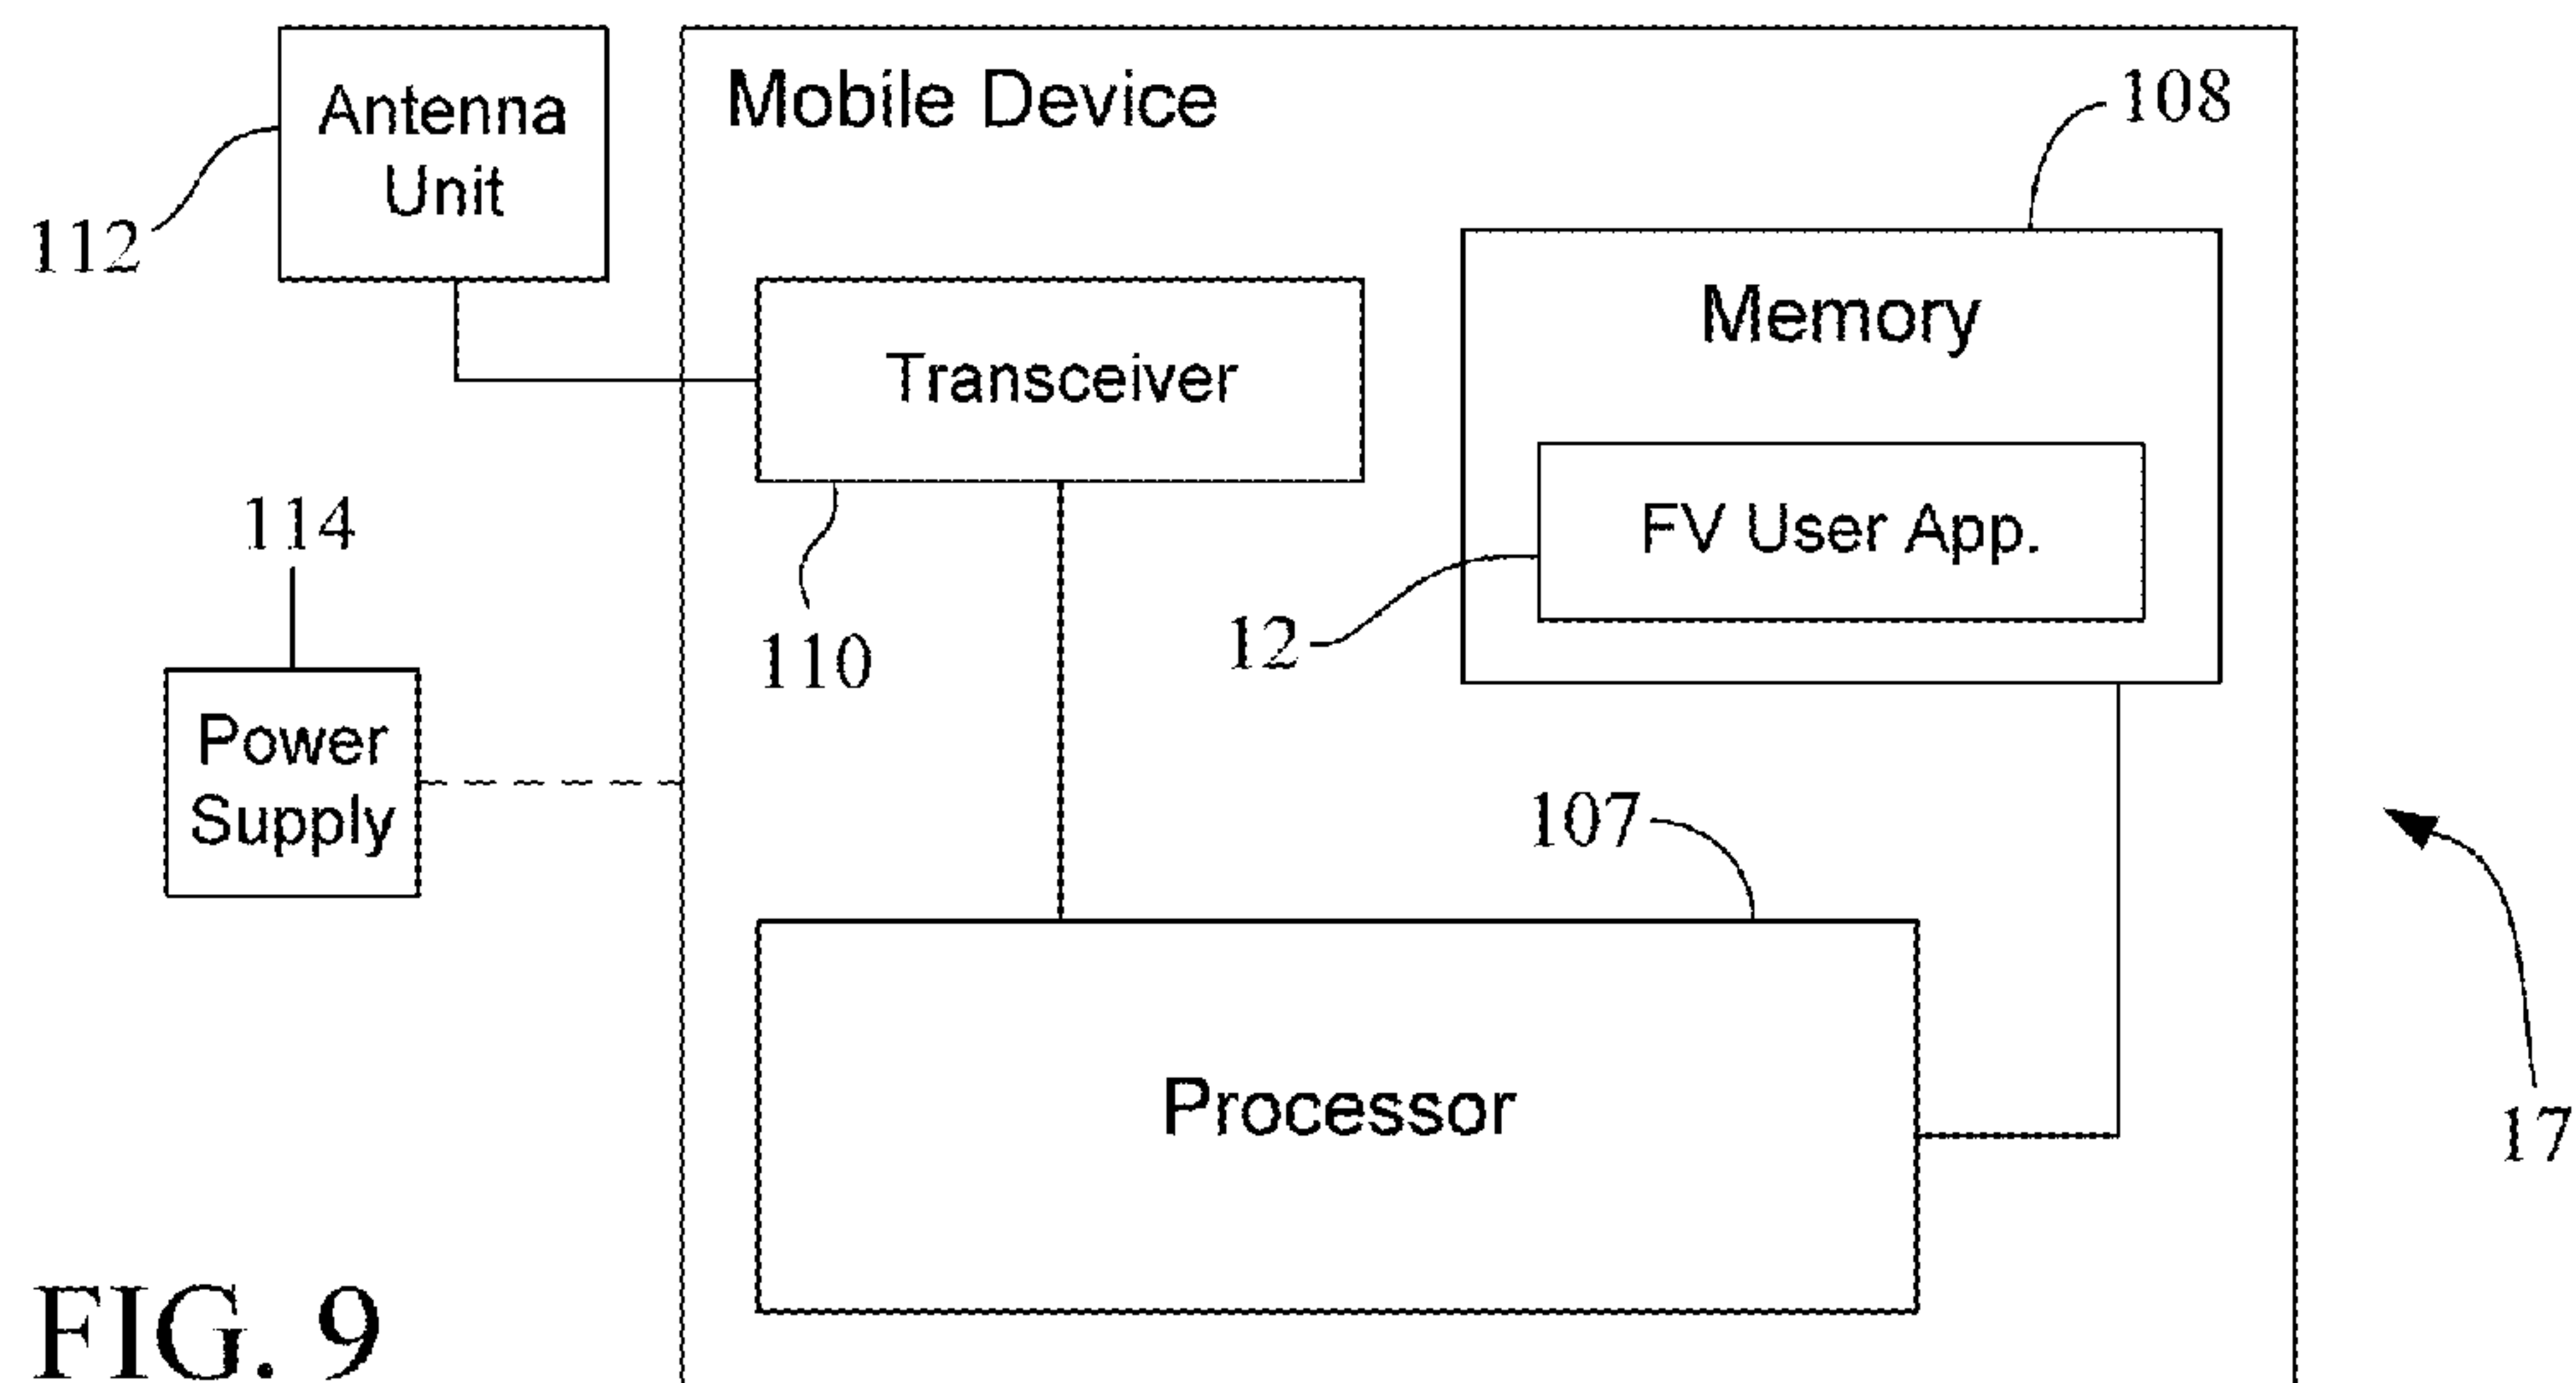 Antenna
Unit
112
Mobile Device
108
Memory
Transceiver
FV User App.
114
110
12
Power
Supply
107
Processor
17
FIG. 9